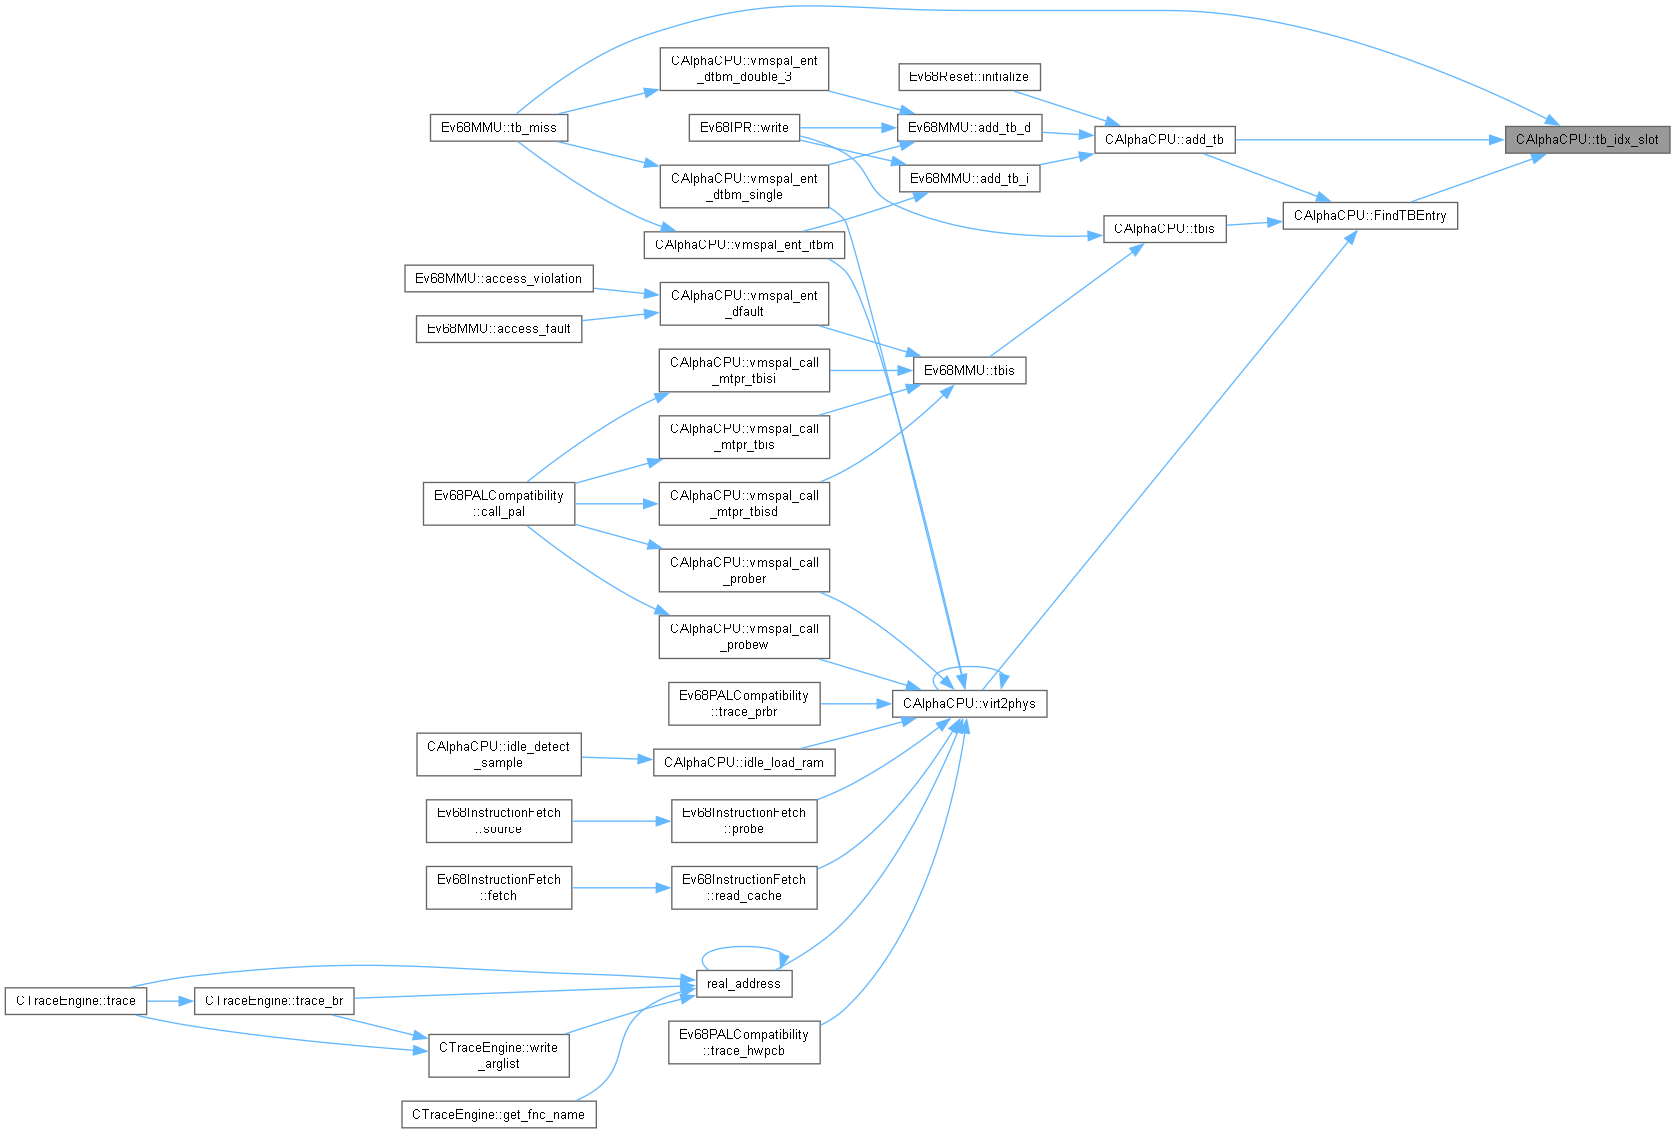 CAlphaCPU::vmspal_ent
_dtbm_double_3
Ev68Reset::initialize
Ev68MMU::tb_miss
Ev68IPR::write
Ev68MMU::add_tb_d
CAlphaCPU::add_tb
CAlphaCPU::tb_idx_slot
CAlphaCPU::vmspal_ent
_dtbm_single
Ev68MMU::add_tb_i
CAlphaCPU::FindTBEntry
CAlphaCPU::tbis
CAlphaCPU::vmspal_ent_itbm
Ev68MMU::access_violation
CAlphaCPU::vmspal_ent
_dfault
Ev68MMU::access_fault
CAlphaCPU::vmspal_call
_mtpr_tbisi
Ev68MMU::tbis
CAlphaCPU::vmspal_call
_mtpr_tbis
Ev68PALCompatibility
::call_pal
CAlphaCPU::vmspal_call
_mtpr_tbisd
CAlphaCPU::vmspal_call
_prober
CAlphaCPU::vmspal_call
_probew
Ev68PALCompatibility
::trace_prbr
CAlphaCPU::virt2phys
CAlphaCPU::idle_detect
_sample
CAlphaCPU::idle_load_ram
Ev68InstructionFetch
::source
Ev68InstructionFetch
::probe
Ev68InstructionFetch
::fetch
Ev68InstructionFetch
::read_cache
real_address
CTraceEngine::trace
CTraceEngine::trace_br
CTraceEngine::write
_arglist
Ev68PALCompatibility
::trace_hwpcb
CTraceEngine::get_fnc_name